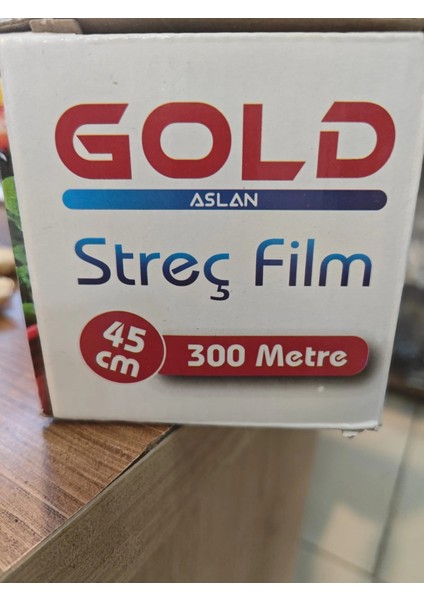 GOLD
ASLAN
Streç Film
45 cm
300 Metre